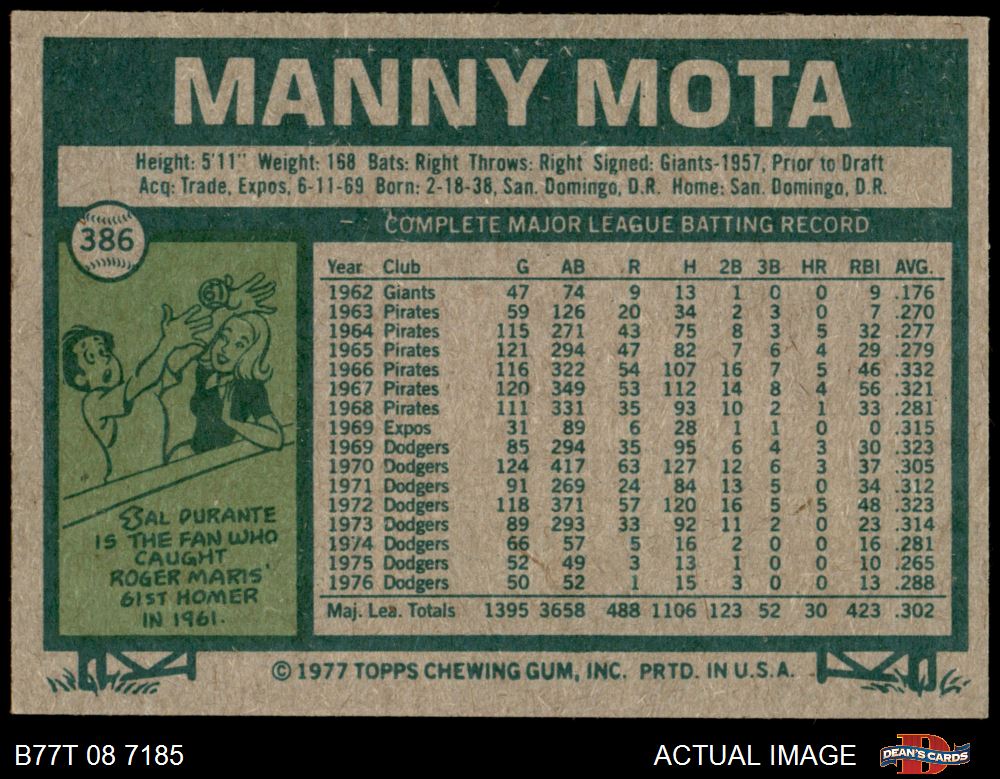 MANNY MOTA
Height: 5'11" Weight: 168 Bats: Right Throws: Right Signed: Giants-1957, Prior to Draft
Acq: Trade, Expos, 6-11-69 Born: 2-18-38, San. Domingo, D.R. Home: San. Domingo, D.R.
386
COMPLETE MAJOR LEAGUE BATTING RECORD
Year Club G AB R H 2B 3B HR RBI AVG.
1962 Giants 47 74 9 13 1 0 0 9 .176
1963 Pirates 59 126 20 34 2 3 0 7 .270
1964 Pirates 115 271 43 75 8 3 5 32 .277
1965 Pirates 121 294 47 82 7 6 4 29 .279
1966 Pirates 116 322 54 107 16 7 5 46 .332
1967 Pirates 120 349 53 112 14 8 4 56 .321
1968 Pirates 111 331 35 93 10 2 1 33 .281
1969 Expos 31 89 6 28 1 1 0 0 .315
1969 Dodgers 85 294 35 95 6 4 3 30 .323
1970 Dodgers 124 417 63 127 12 6 3 37 .305
1971 Dodgers 91 269 24 84 13 5 0 34 .312
1972 Dodgers 118 371 57 120 16 5 5 48 .323
1973 Dodgers 89 293 33 92 11 2 0 23 .314
1974 Dodgers 66 57 5 16 2 0 0 16 .281
1975 Dodgers 52 49 3 13 1 0 0 10 .265
1976 Dodgers 50 52 1 15 3 0 0 13 .288
Maj. Lea. Totals 1395 3658 488 1106 123 52 30 423 .302
SAL DURANTE
IS THE FAN WHO
CAUGHT
ROGER MARIS'
61ST HOMER
IN 1961.
© 1977 TOPPS CHEWING GUM, INC. PRTD. IN U.S.A.
B77T 08 7185
ACTUAL IMAGE
D
DEAN'S CARDS